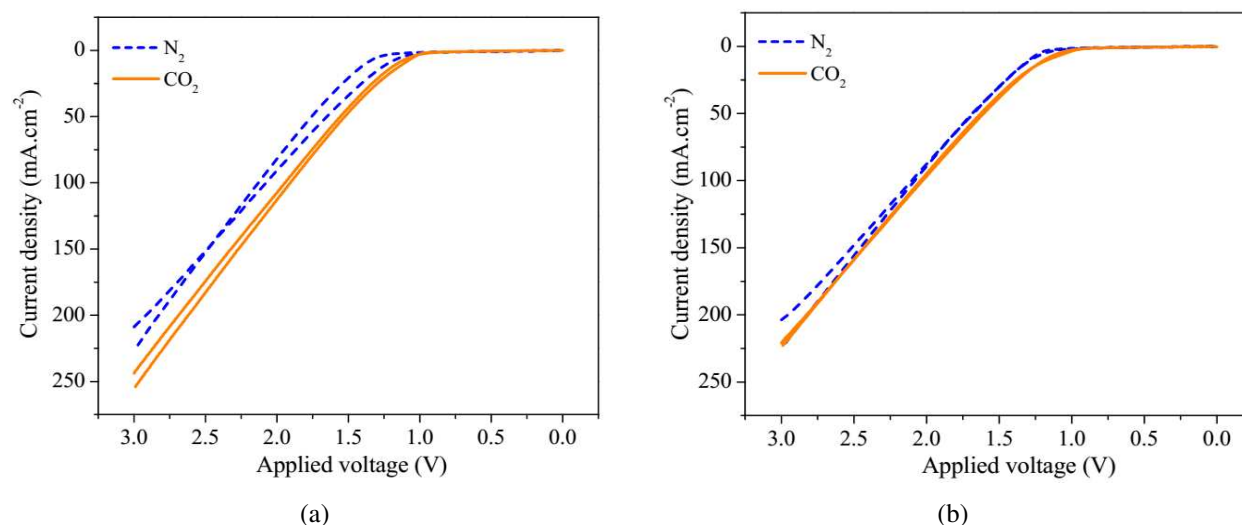 0
50
100
150
200
250
Current density (mA.cm⁻²)
N₂
CO₂
3.0 2.5 2.0 1.5 1.0 0.5 0.0
Applied voltage (V)
(a)
0
50
100
150
200
250
Current density (mA.cm⁻²)
N₂
CO₂
3.0 2.5 2.0 1.5 1.0 0.5 0.0
Applied voltage (V)
(b)